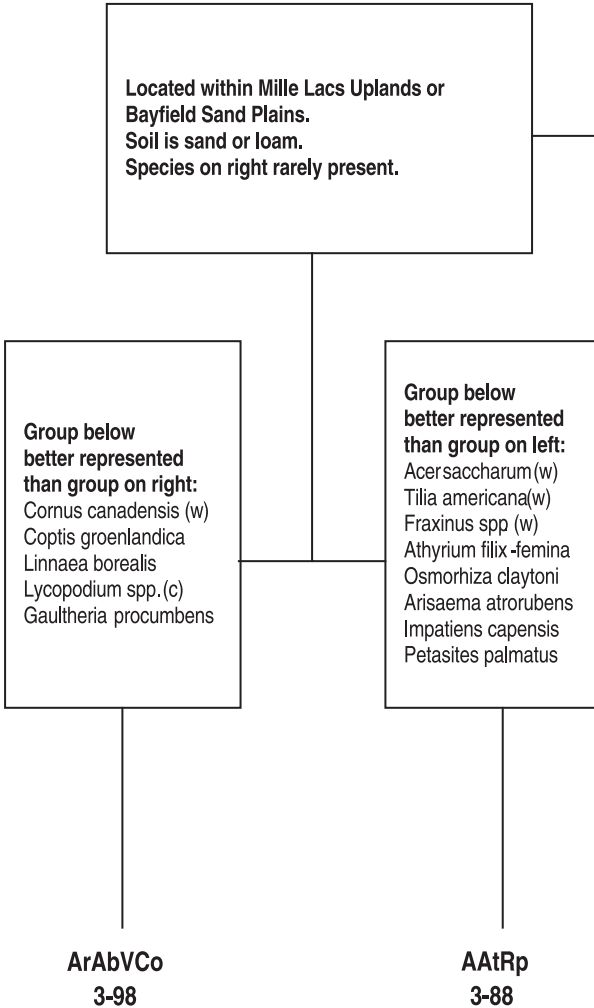 Located within Mille Lacs Uplands or
Bayfield Sand Plains.
Soil is sand or loam.
Species on right rarely present.
Group below
better represented
than group on right:
Cornus canadensis (w)
Coptis groenlandica
Linnaea borealis
Lycopodium spp. (c)
Gaultheria procumbens
Group below
better represented
than group on left:
Acer saccharum (w)
Tilia americana (w)
Fraxinus spp (w)
Athyrium filix-femina
Osmorhiza claytoni
Arisaema atrorubens
Impatiens capensis
Petasites palmatus
ArAbVCo
3-98
AAtRp
3-88